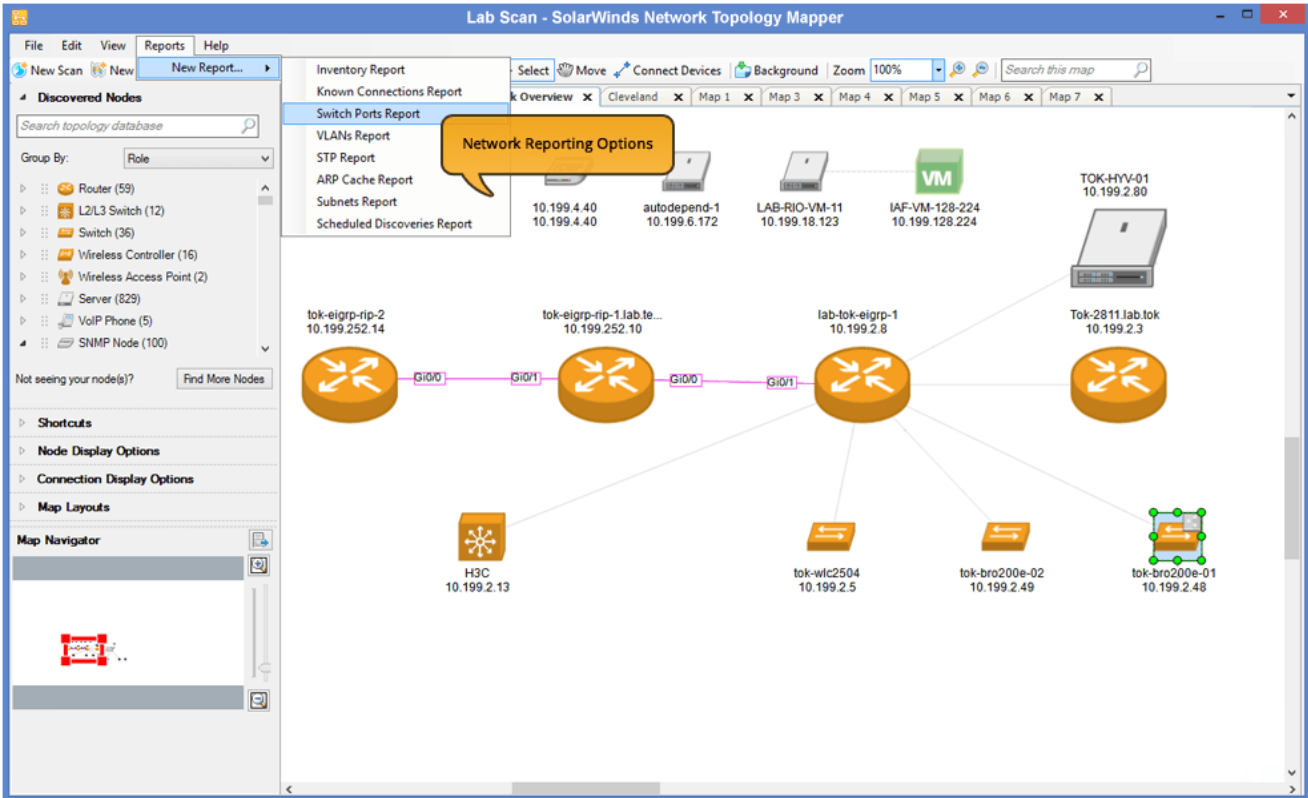 Lab Scan - SolarWinds Network Topology Mapper
File Edit View Reports Help
New Scan New Select Move Connect Devices Background Zoom 100% Search this map
New Report...
Inventory Report
Known Connections Report
Switch Ports Report
VLANs Report
STP Report
ARP Cache Report
Subnets Report
Scheduled Discoveries Report
Network Reporting Options
Overview X Cleveland X Map 1 X Map 3 X Map 4 X Map 5 X Map 6 X Map 7 X
Discovered Nodes
Search topology database
Group By: Role
Router (59)
L2/L3 Switch (12)
Switch (36)
Wireless Controller (16)
Wireless Access Point (2)
Server (829)
VoIP Phone (5)
SNMP Node (100)
Not seeing your node(s)? Find More Nodes
Shortcuts
Node Display Options
Connection Display Options
Map Layouts
Map Navigator
10.199.4.40
10.199.4.40
autodepend-1
10.199.6.172
LAB-RIO-VM-11
10.199.18.123
VM
IAF-VM-128-224
10.199.128.224
TOK-HYV-01
10.199.2.80
tok-eigrp-rip-2
10.199.252.14
tok-eigrp-rip-1.lab.te...
10.199.252.10
lab-tok-eigrp-1
10.199.2.8
Tok-2811.lab.tok
10.199.2.3
Gi0/0 Gi0/1 Gi0/0 Gi0/1
H3C
10.199.2.13
tok-wlc2504
10.199.2.5
tok-bro200e-02
10.199.2.49
tok-bro200e-01
10.199.2.48